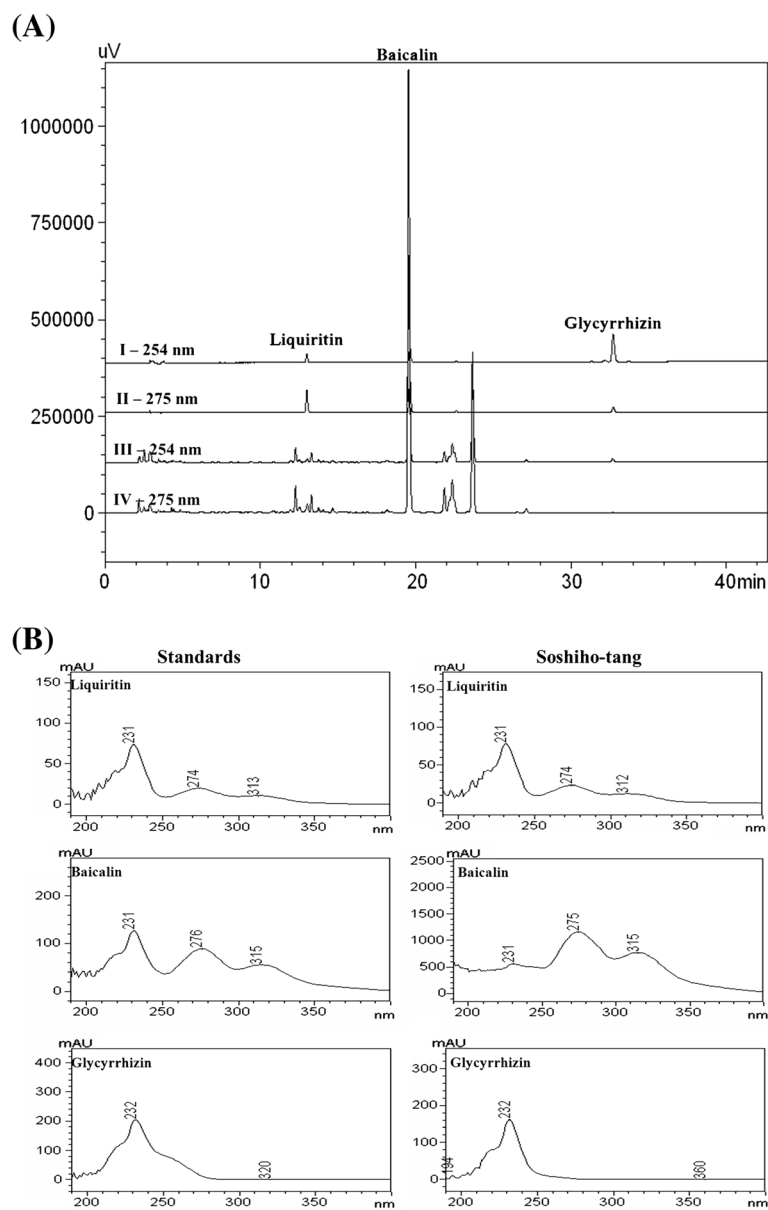 (A)
uV
Baicalin
1000000
750000
500000
250000
0
Liquiritin
Glycyrrhizin
I – 254 nm
II – 275 nm
III – 254 nm
IV – 275 nm
0 10 20 30 40min
(B)
Standards
Soshiho-tang
mAU
Liquiritin
150
100
50
0
231
274
313
200 250 300 350
nm
mAU
Liquiritin
150
100
50
0
231
274
312
200 250 300 350
nm
mAU
Baicalin
200
100
0
231
276
315
200 250 300 350
nm
mAU
Baicalin
2500
2000
1500
1000
500
0
231
275
315
200 250 300 350
nm
mAU
Glycyrrhizin
400
300
200
100
0
232
320
200 250 300 350
nm
mAU
Glycyrrhizin
300
200
100
0
194
232
360
200 250 300 350
nm